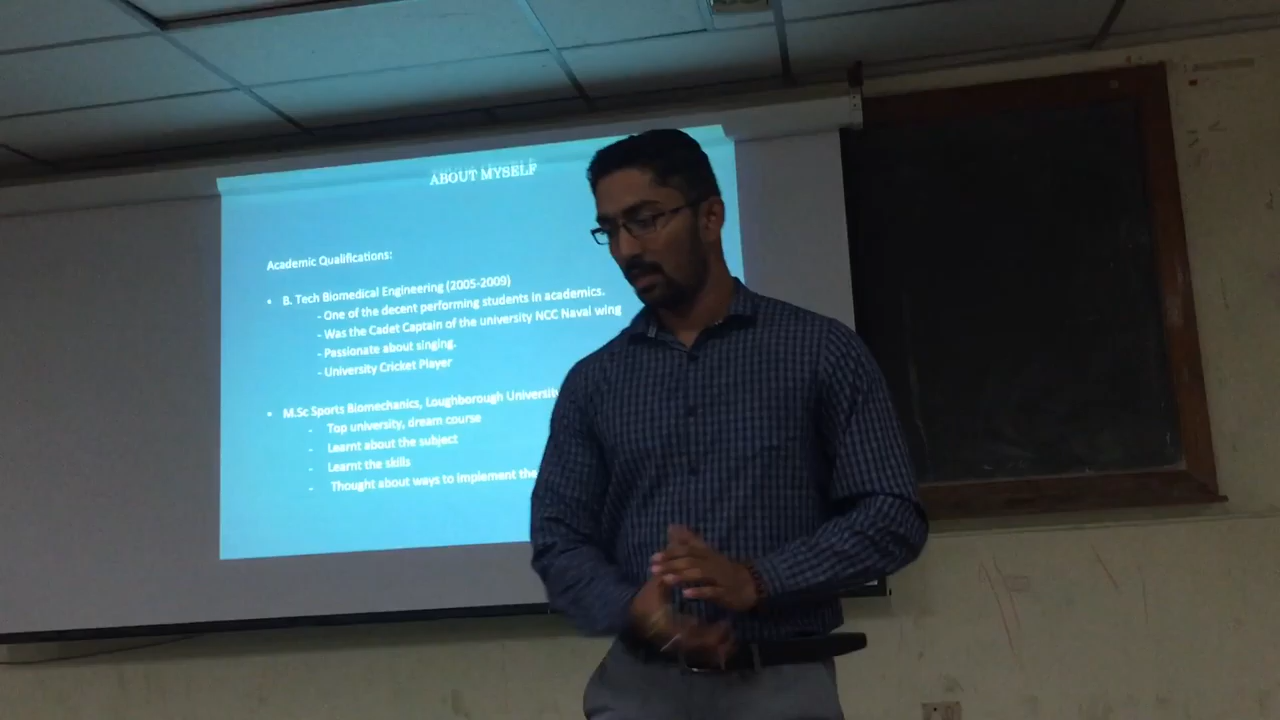 ABOUT MYSELF
Academic Qualifications:
• B. Tech Biomedical Engineering (2005-2009)
- One of the decent performing students in academics.
- Was the Cadet Captain of the university NCC Naval wing
- Passionate about singing.
- University Cricket Player
• M.Sc Sports Biomechanics, Loughborough University
- Top university, dream course
- Learnt about the subject
- Learnt the skills
- Thought about ways to implement the